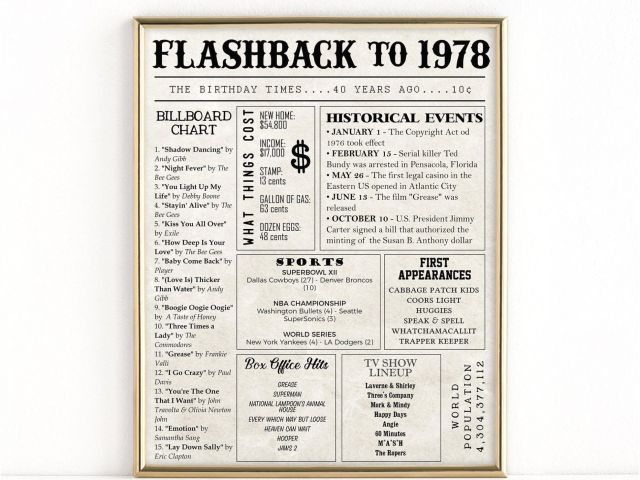 FLASHBACK TO 1978
THE BIRTHDAY TIMES....40 YEARS AGO....10¢
BILLBOARD
CHART
1. "Shadow Dancing" by
Andy Gibb
2. "Night Fever" by The
Bee Gees
3. "You Light Up My
Life" by Debby Boone
4. "Stayin' Alive" by The
Bee Gees
5. "Kiss You All Over"
by Exile
6. "How Deep Is Your
Love" by The Bee Gees
7. "Baby Come Back" by
Player
8. "(Love Is) Thicker
Than Water" by Andy
Gibb
9. "Boogie Oogie Oogie"
by A Taste of Honey
10. "Three Times a
Lady" by The
Commodores
11. "Grease" by Frankie
Valli
12. "I Go Crazy" by Paul
Davis
13. "You're The One
That I Want" by John
Travolta & Olivia Newton
John
14. "Emotion" by
Samantha Sang
15. "Lay Down Sally" by
Eric Clapton
WHAT THINGS COST
NEW HOME:
$54,800
INCOME:
$17,000
STAMP:
13 cents
GALLON OF GAS:
63 cents
DOZEN EGGS:
48 cents
$
HISTORICAL EVENTS
• JANUARY 1 - The Copyright Act od
1976 took effect
• FEBRUARY 15 - Serial killer Ted
Bundy was arrested in Pensacola, Florida
• MAY 26 - The first legal casino in the
Eastern US opened in Atlantic City
• JUNE 13 - The film "Grease" was
released
• OCTOBER 10 - U.S. President Jimmy
Carter signed a bill that authorized the
minting of the Susan B. Anthony dollar
SPORTS
SUPERBOWL XII
Dallas Cowboys (27) - Denver Broncos
(10)
NBA CHAMPIONSHIP
Washington Bullets (4) - Seattle
SuperSonics (3)
WORLD SERIES
New York Yankees (4) - LA Dodgers (2)
FIRST
APPEARANCES
CABBAGE PATCH KIDS
COORS LIGHT
HUGGIES
SPEAK & SPELL
WHATCHAMACALLIT
TRAPPER KEEPER
Box Office Hits
GREASE
SUPERMAN
NATIONAL LAMPOON'S ANIMAL
HOUSE
EVERY WHICH WAY BUT LOOSE
HEAVEN CAN WAIT
HOOPER
JAWS 2
TV SHOW
LINEUP
Laverne & Shirley
Three's Company
Mork & Mindy
Happy Days
Angie
60 Minutes
M*A*S*H
The Ropers
WORLD
POPULATION
4,304,377,112